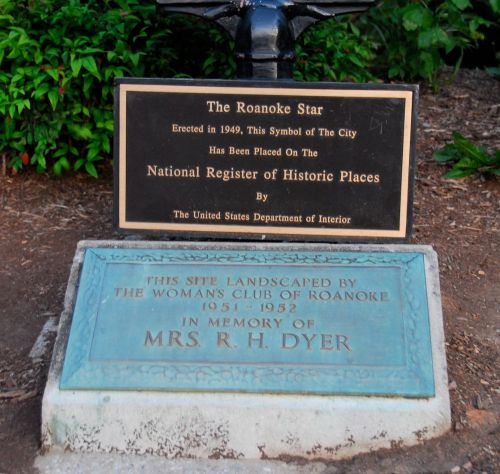 The Roanoke Star
Erected in 1949, This Symbol of The City
Has Been Placed On The
National Register of Historic Places
By
The United States Department of Interior
THIS SITE LANDSCAPED BY
THE WOMAN'S CLUB OF ROANOKE
1951 - 1952
IN MEMORY OF
MRS. R. H. DYER